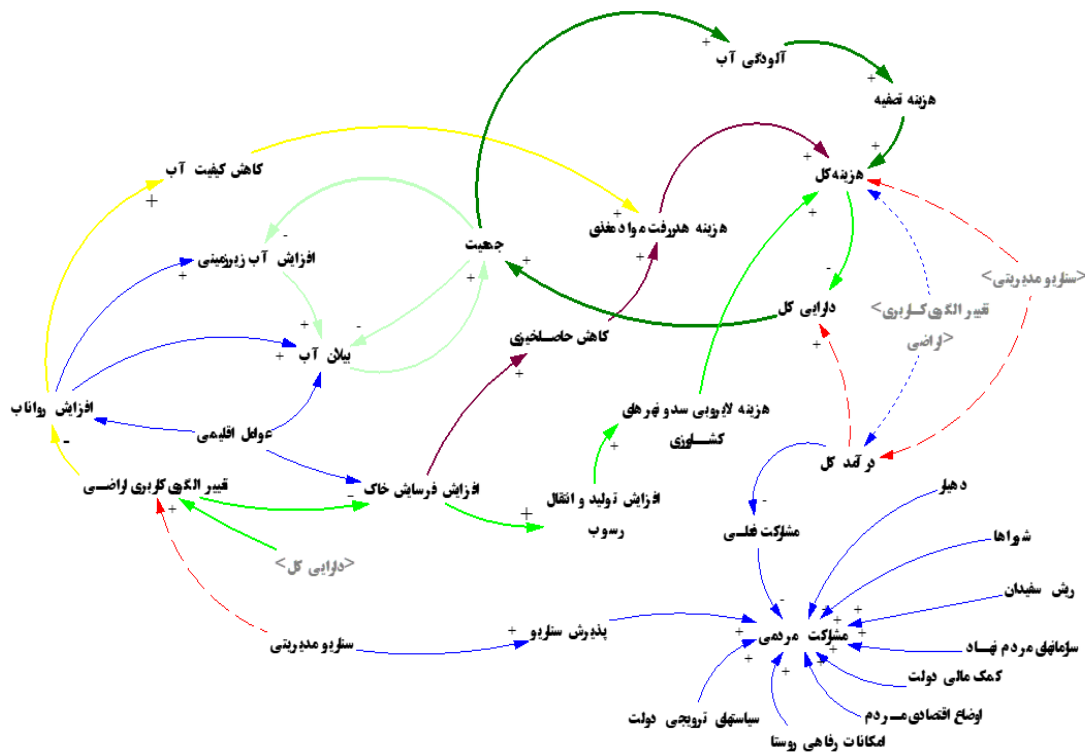 آلودگی آب
هزینه تصفیه
کاهش کیفیت آب
هزینه کل
هزینه هدررفت مواد مغذی
جمعیت
افزایش آب زیرزمینی
<سناریو مدیریتی>
دارایی کل
<تغییر الگوی کاربری
اراضی>
کاهش حاصلخیزی
بیلان آب
افزایش رواناب
هزینه لایروبی سد و نهرهای
کشاورزی
عوامل اقلیمی
درآمد کل
تغییر الگوی کاربری اراضی
افزایش فرسایش خاک
افزایش تولید و انتقال
رسوب
دهیار
مشارکت فعلی
شوراها
<دارایی کل>
ریش سفیدان
سناریو مدیریتی
پذیرش سناریو
مشارکت مردمی
سازمانهای مردم نهاد
کمک مالی دولت
سیاستهای ترویجی دولت
اوضاع اقتصادی مردم
امکانات رفاهی روستا